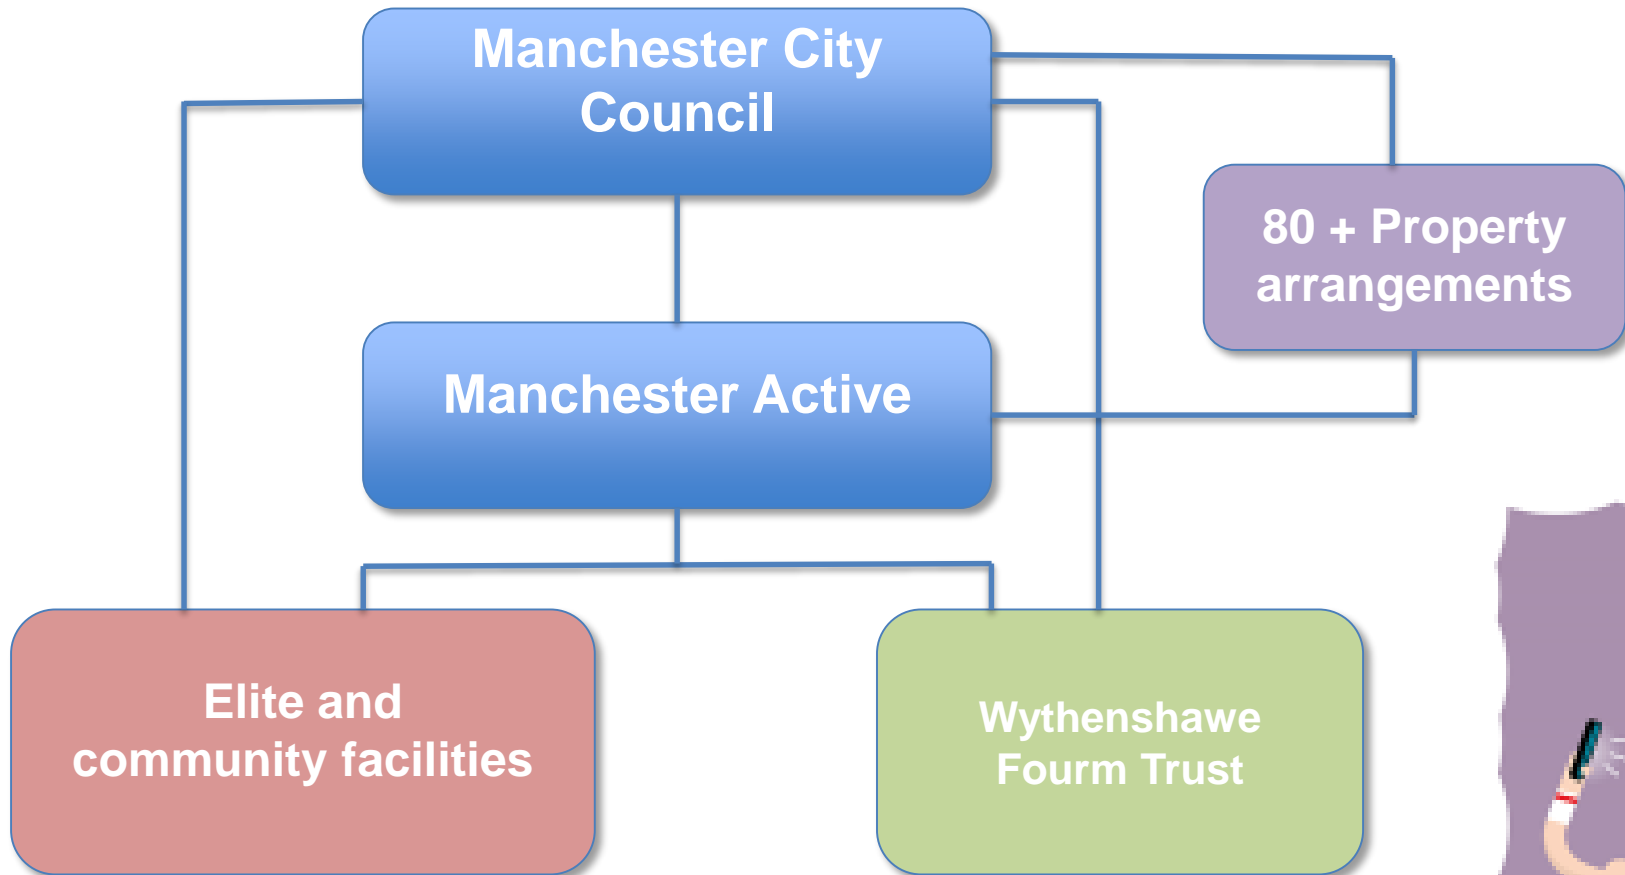 Manchester City
Council
80 + Property
arrangements
Manchester Active
Elite and
community facilities
Wythenshawe
Fourm Trust